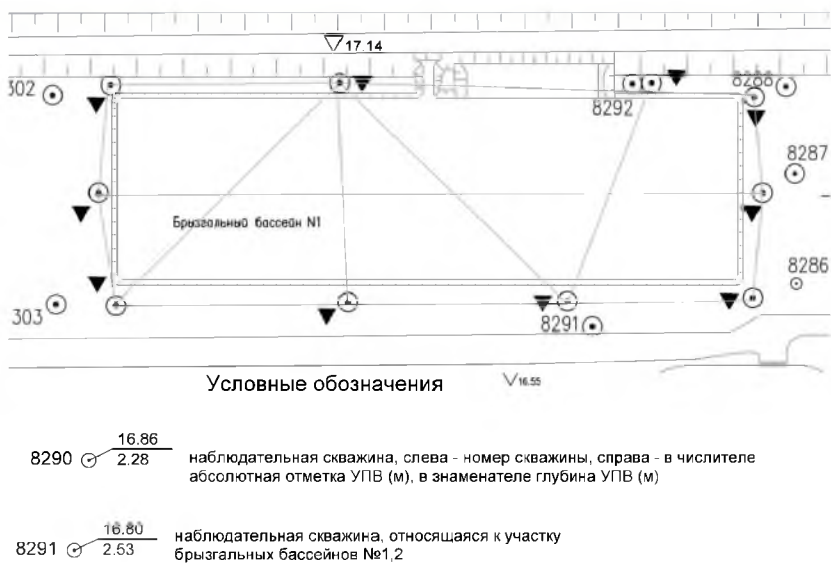 17.14
8288
8292
8287
Брызгальный бассейн N1
8286
303
8291
Условные обозначения
16.55
16.86
8290
2.28
наблюдательная скважина, слева - номер скважины, справа - в числителе
абсолютная отметка УПВ (м), в знаменателе глубина УПВ (м)
16.80
8291
2.53
наблюдательная скважина, относящаяся к участку
брызгальных бассейнов №1,2